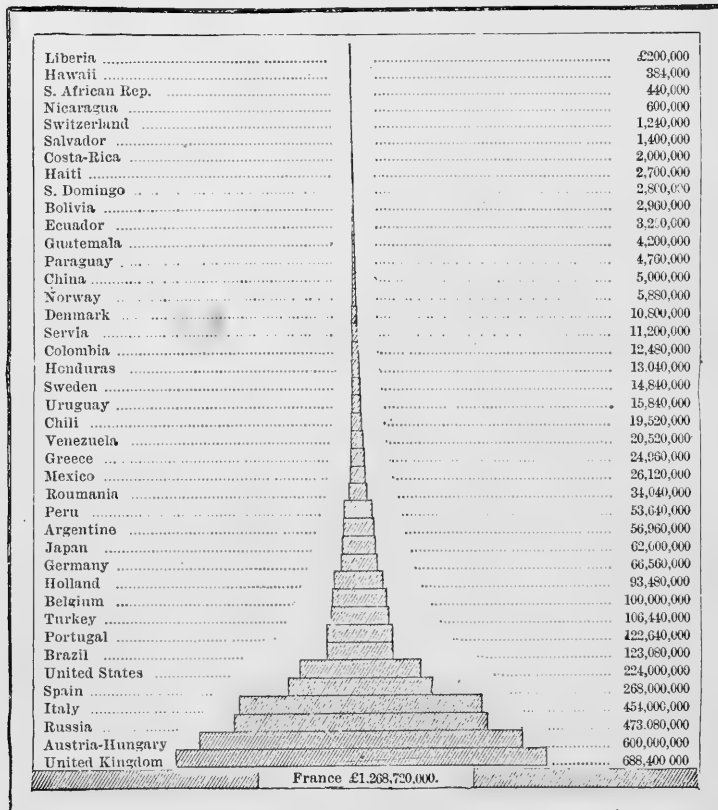 Liberia £200,000
Hawaii 384,000
S. African Rep. 440,000
Nicaragua 600,000
Switzerland 1,240,000
Salvador 1,400,000
Costa-Rica 2,000,000
Haiti 2,700,000
S. Domingo
Bolivia 2,960,000
Ecuador
Guatemala 4,200,000
Paraguay 4,760,000
China 5,000,000
Norway 5,880,000
Denmark 10,800,000
Servia 11,200,000
Colombia 12,480,000
Honduras 13.040,000
Sweden 14,840,000
Uruguay 15,840,000
Chili 19,520,000
Venezuela 20,520,000
Greece 24,960,000
Mexico 26,120,000
Roumania 34,040,000
Peru 53,640,000
Argentine 56,960,000
Japan 62,000,000
Germany 66,560,000
Holland 93,480,000
Belgium 100,000,000
Turkey 106,440,000
Portugal 122,640,000
Brazil 123,080,000
United States 224,000,000
Spain 268,000,000
Italy 454,000,000
Russia 473.080,000
Austria-Hungary 600,000,000
United Kingdom 688,400 000
France £1.268,720,000.